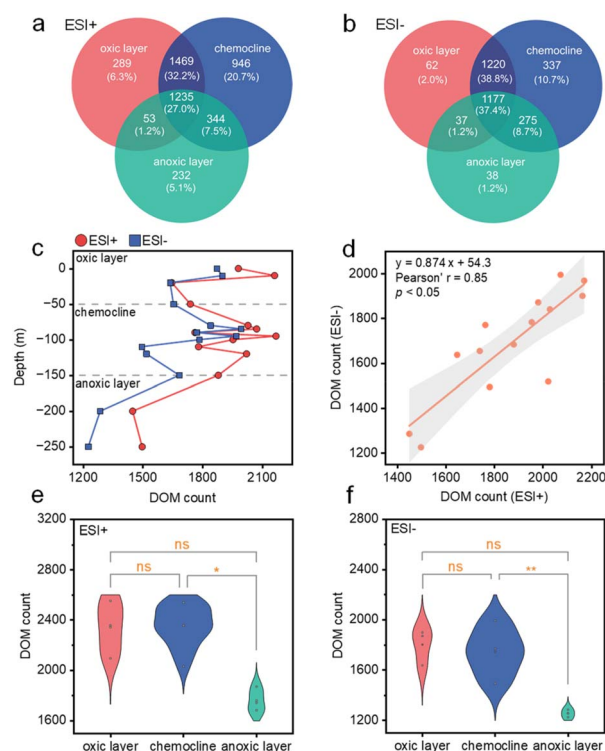 a
ESI+
oxic layer
289
(6.3%)
1469
(32.2%)
chemocline
946
(20.7%)
1235
(27.0%)
53
(1.2%)
344
(7.5%)
anoxic layer
232
(5.1%)
b
ESI-
oxic layer
62
(2.0%)
1220
(38.8%)
chemocline
337
(10.7%)
1177
(37.4%)
37
(1.2%)
275
(8.7%)
anoxic layer
38
(1.2%)
c
ESI+ ESI-
oxic layer
0
-50
chemocline
-100
anoxic layer
-150
-200
-250
Depth (m)
1200 1500 1800 2100
DOM count
d
y = 0.874 x + 54.3
Pearson' r = 0.85
p < 0.05
2000
1800
1600
1400
1200
DOM count (ESI-)
1400 1600 1800 2000 2200
DOM count (ESI+)
e
ESI+
3200
2800
2400
2000
1600
DOM count
ns
ns
*
oxic layer chemocline anoxic layer
f
ESI-
2600
2200
1800
1400
DOM count
ns
ns
**
oxic layer chemocline anoxic layer